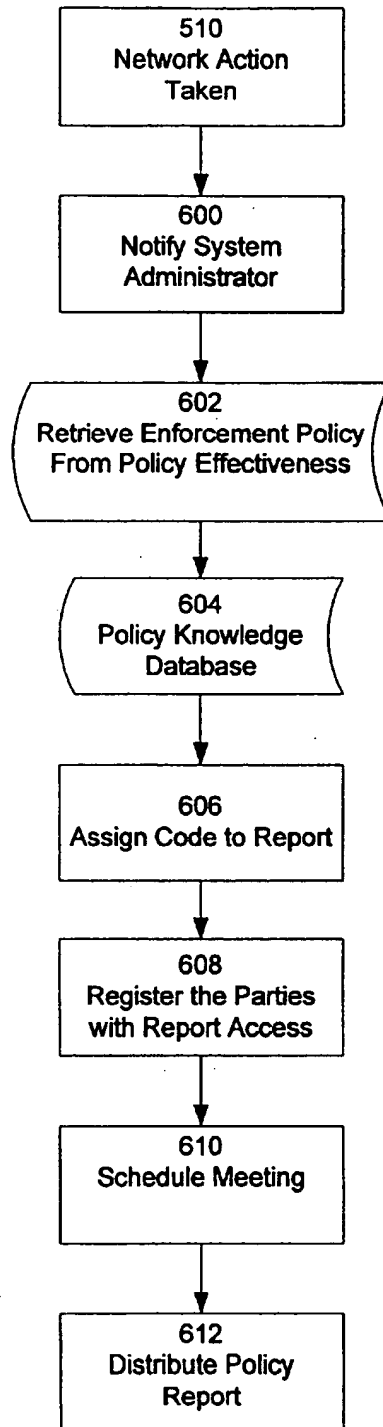 510
Network Action
Taken
600
Notify System
Administrator
602
Retrieve Enforcement Policy
From Policy Effectiveness
604
Policy Knowledge
Database
606
Assign Code to Report
608
Register the Parties
with Report Access
610
Schedule Meeting
612
Distribute Policy
Report